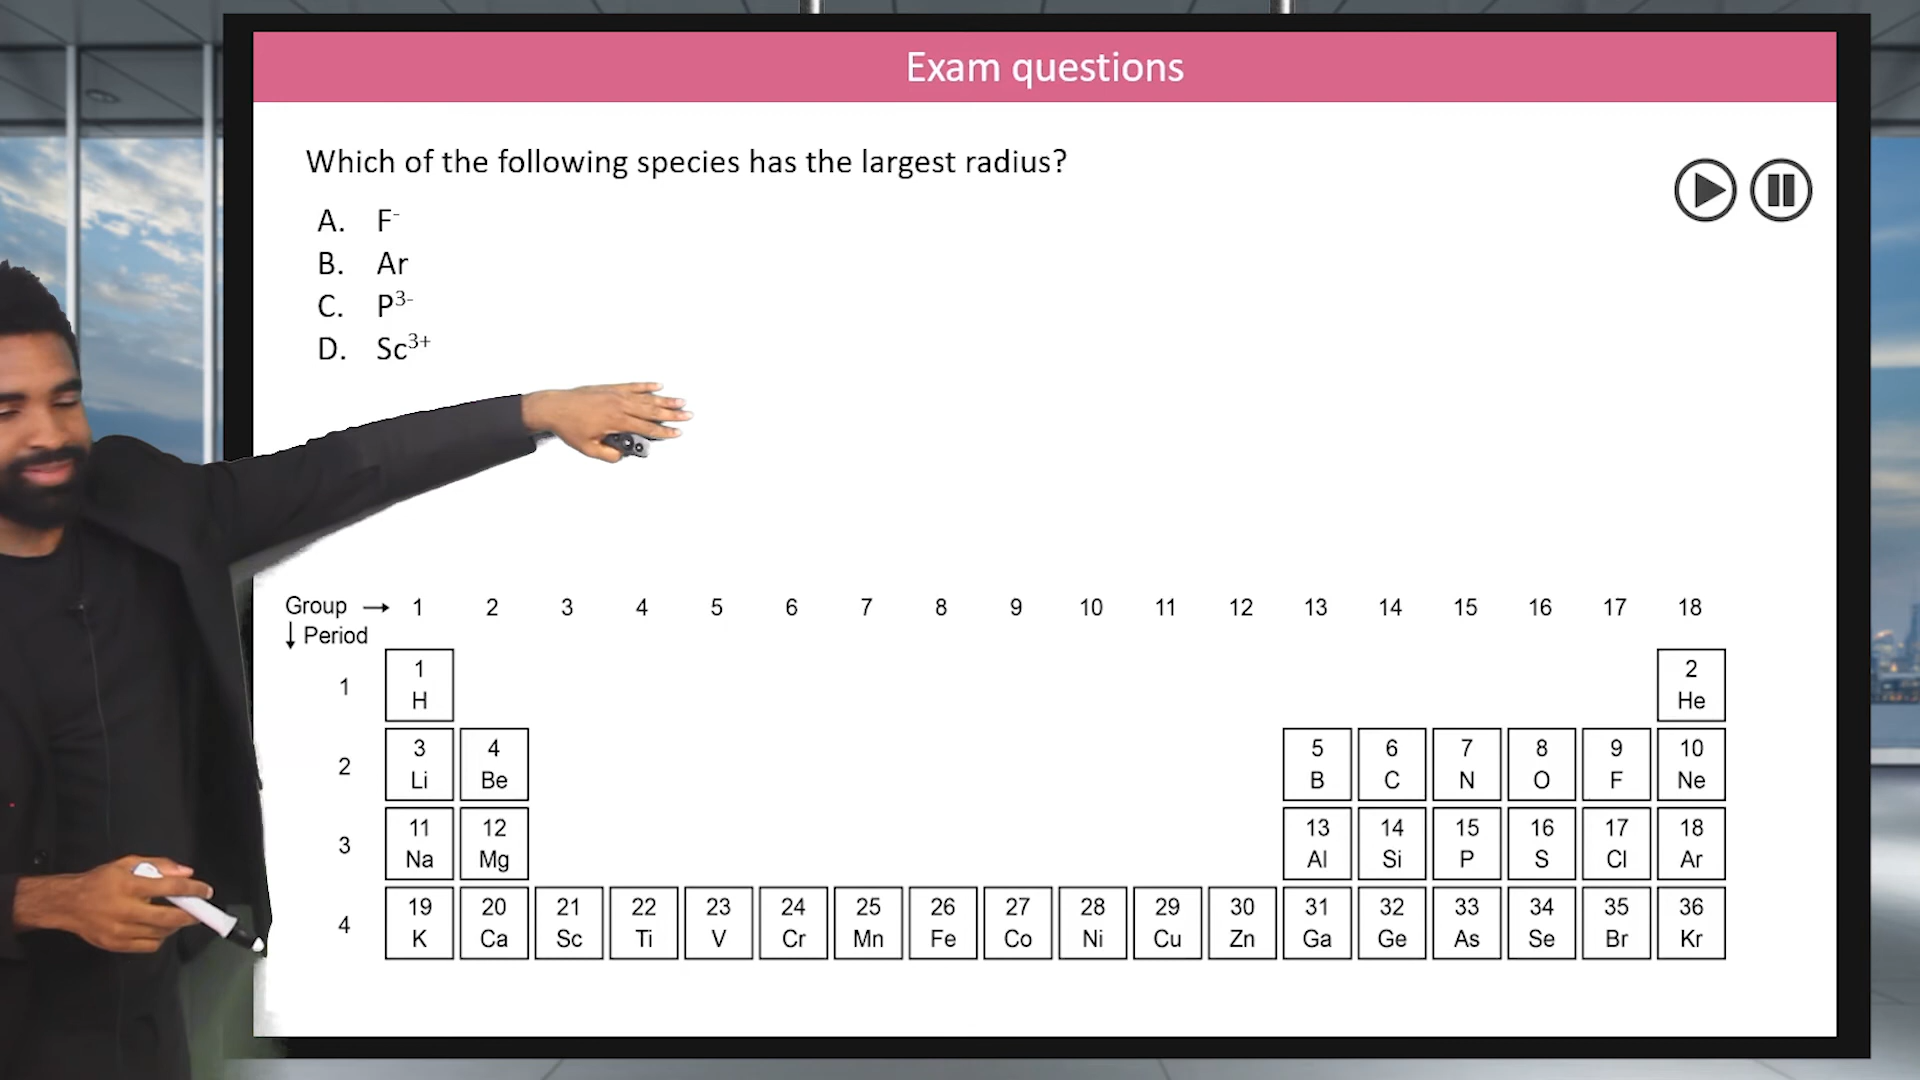 Exam questions
Which of the following species has the largest radius?
A. F⁻
B. Ar
C. P³⁻
D. Sc³⁺
Group → 1 2 3 4 5 6 7 8 9 10 11 12 13 14 15 16 17 18
↓ Period
1 1 H 2 He
2 3 Li 4 Be 5 B 6 C 7 N 8 O 9 F 10 Ne
3 11 Na 12 Mg 13 Al 14 Si 15 P 16 S 17 Cl 18 Ar
4 19 K 20 Ca 21 Sc 22 Ti 23 V 24 Cr 25 Mn 26 Fe 27 Co 28 Ni 29 Cu 30 Zn 31 Ga 32 Ge 33 As 34 Se 35 Br 36 Kr